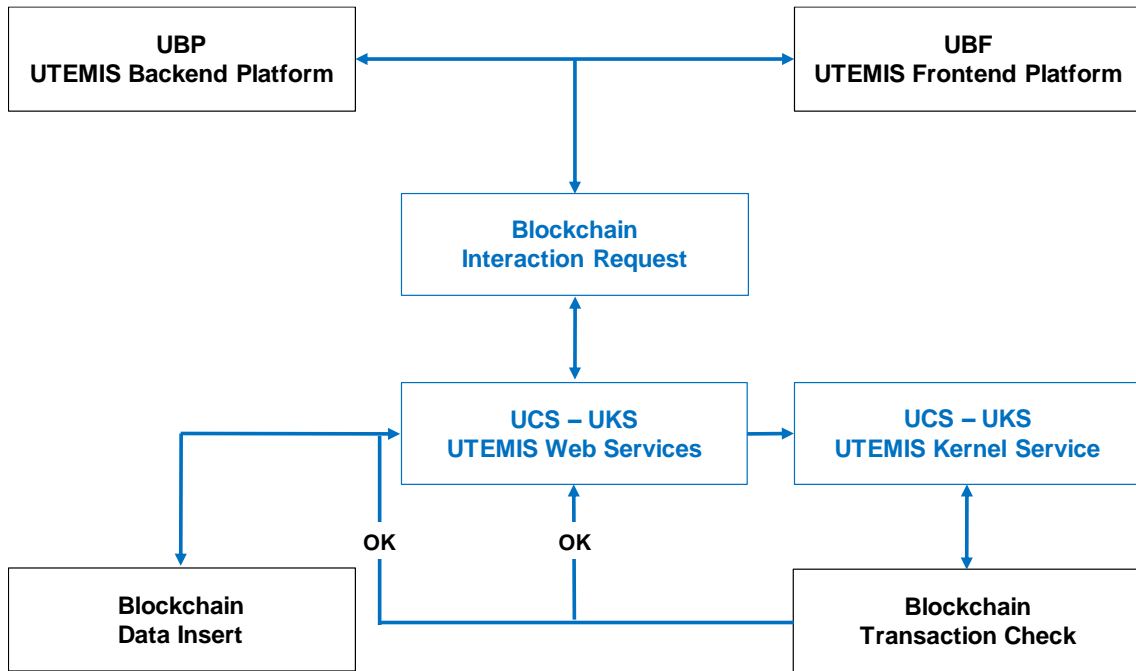 UBP
UTEMIS Backend Platform
UBF
UTEMIS Frontend Platform
Blockchain
Interaction Request
UCS – UKS
UTEMIS Web Services
UCS – UKS
UTEMIS Kernel Service
OK
OK
Blockchain
Data Insert
Blockchain
Transaction Check